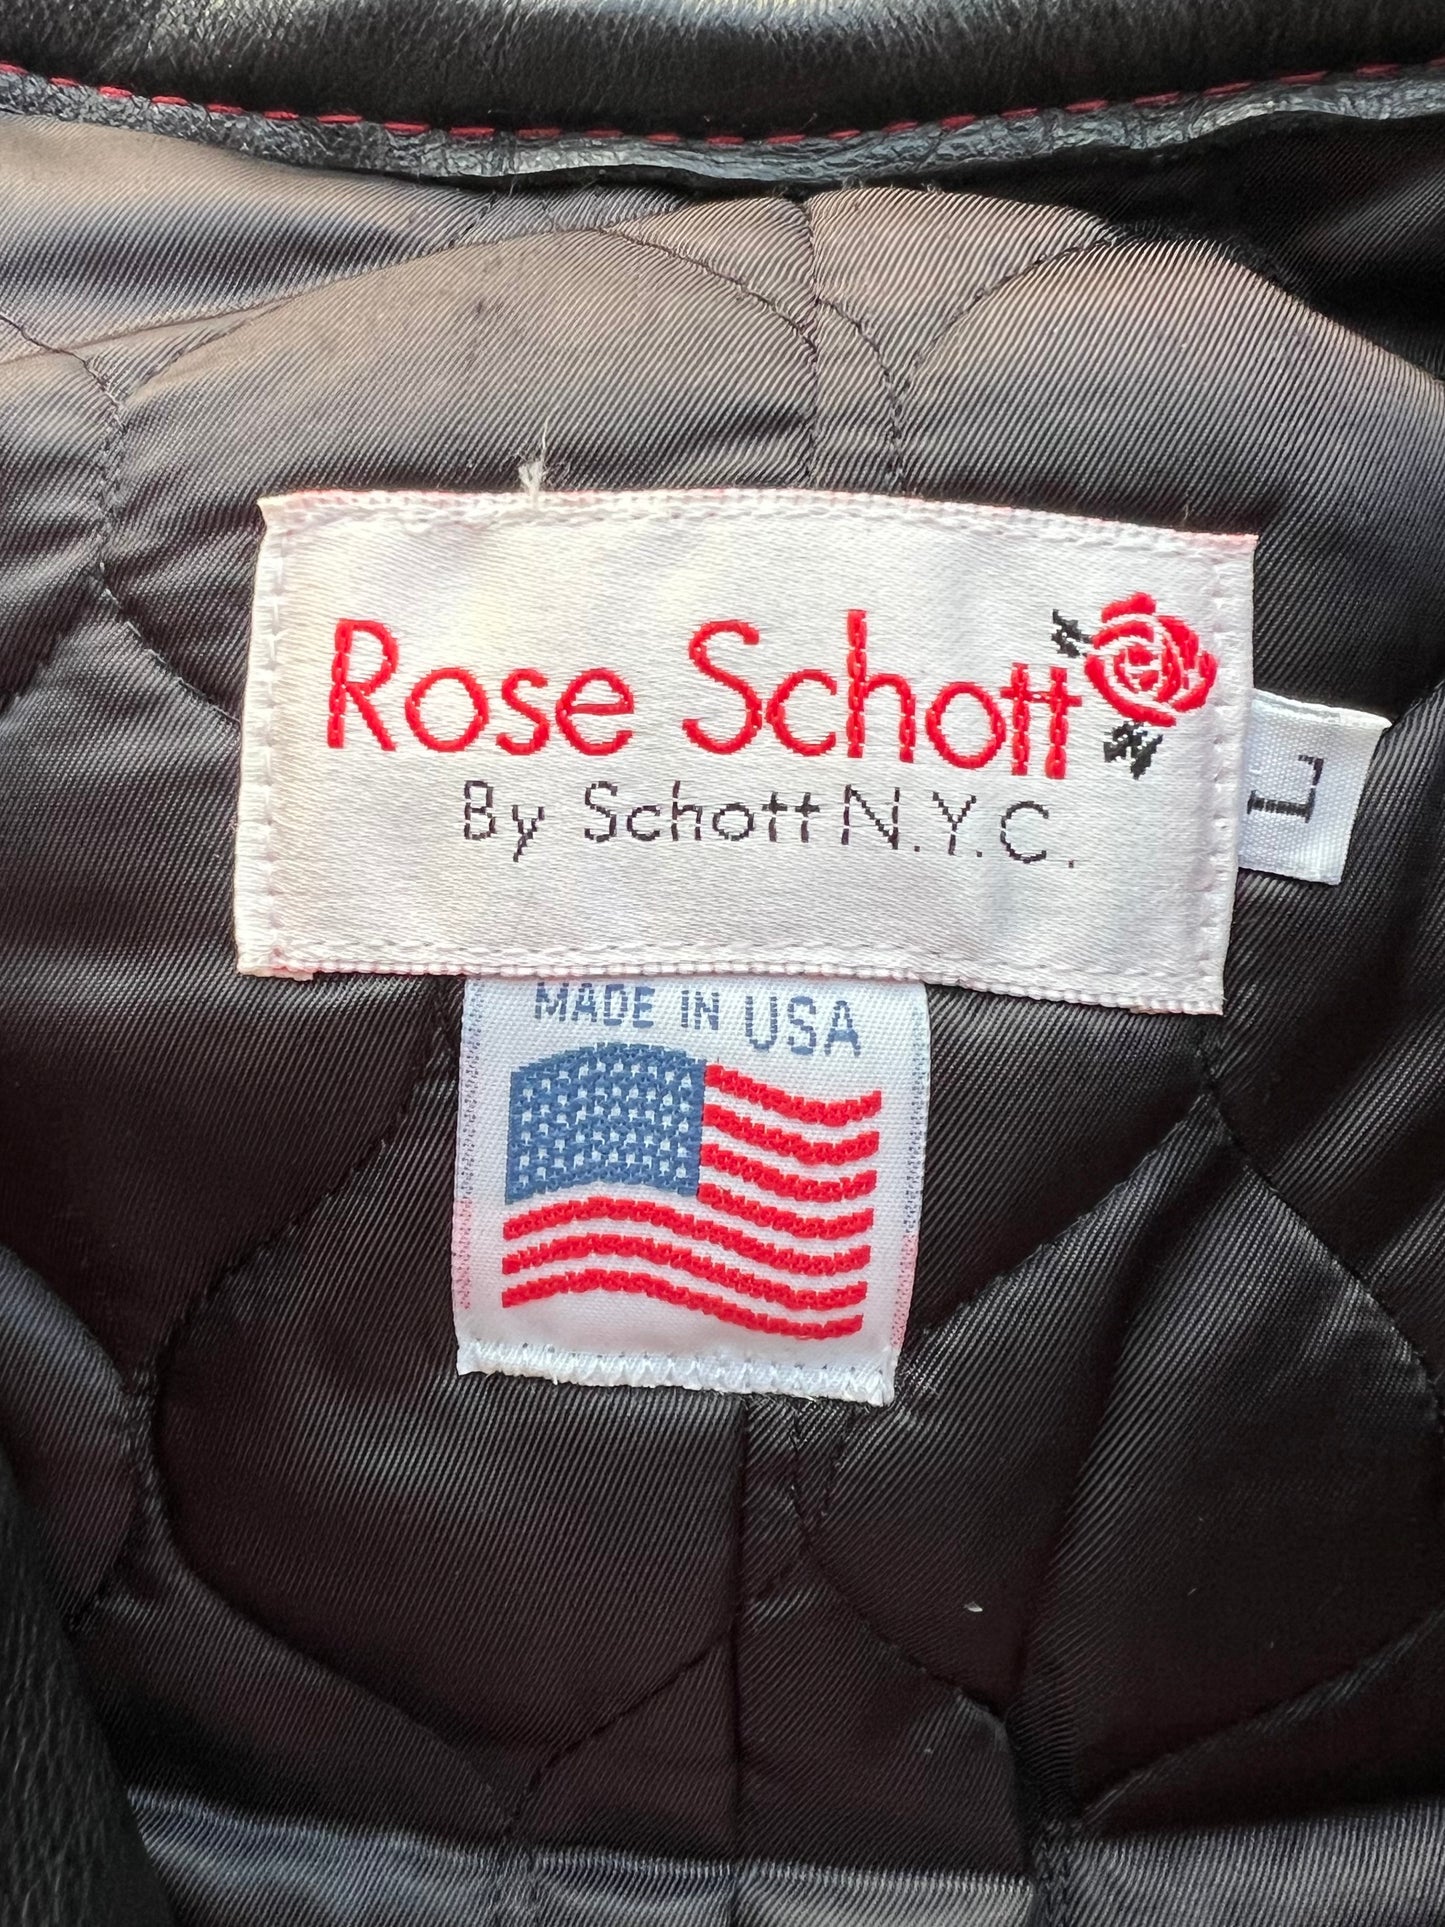 Rose Schott
By Schott N.Y.C.
L
MADE IN USA